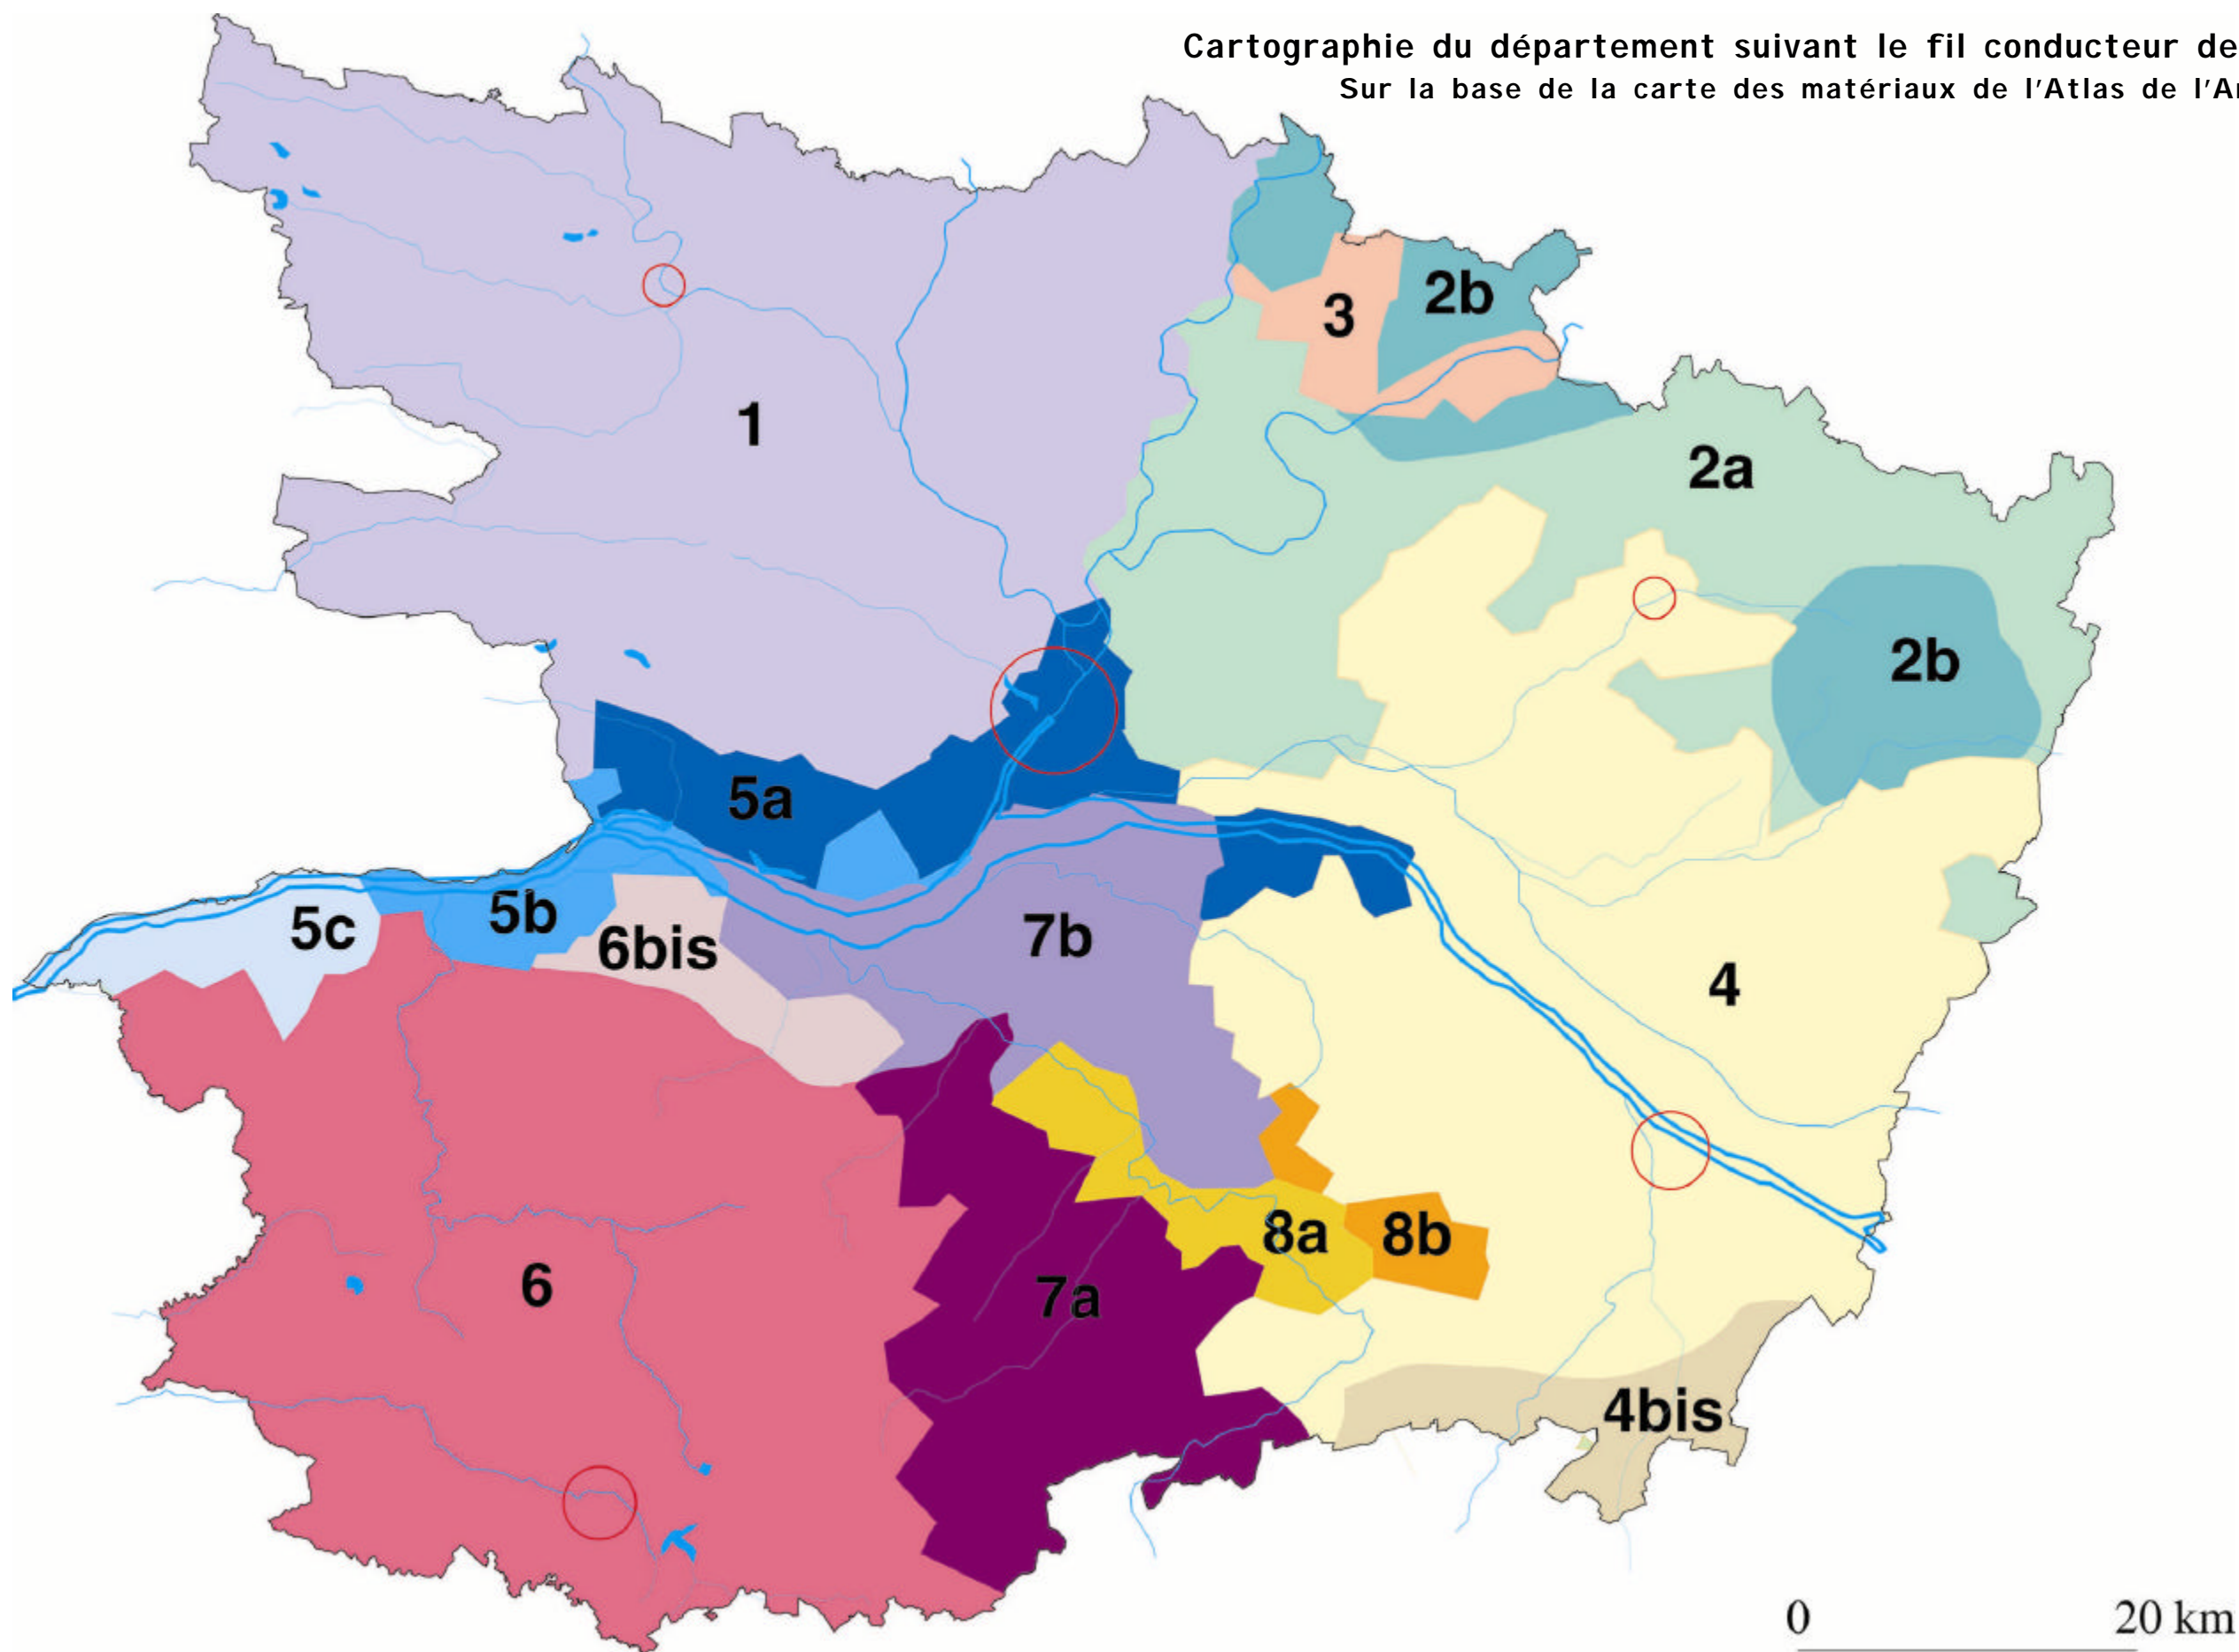 Cartographie du département suivant le fil conducteur de
Sur la base de la carte des matériaux de l'Atlas de l'Ar
3
2b
1
2a
2b
5a
5c
5b
6bis
7b
4
8a
8b
6
7a
4bis
0
20 km